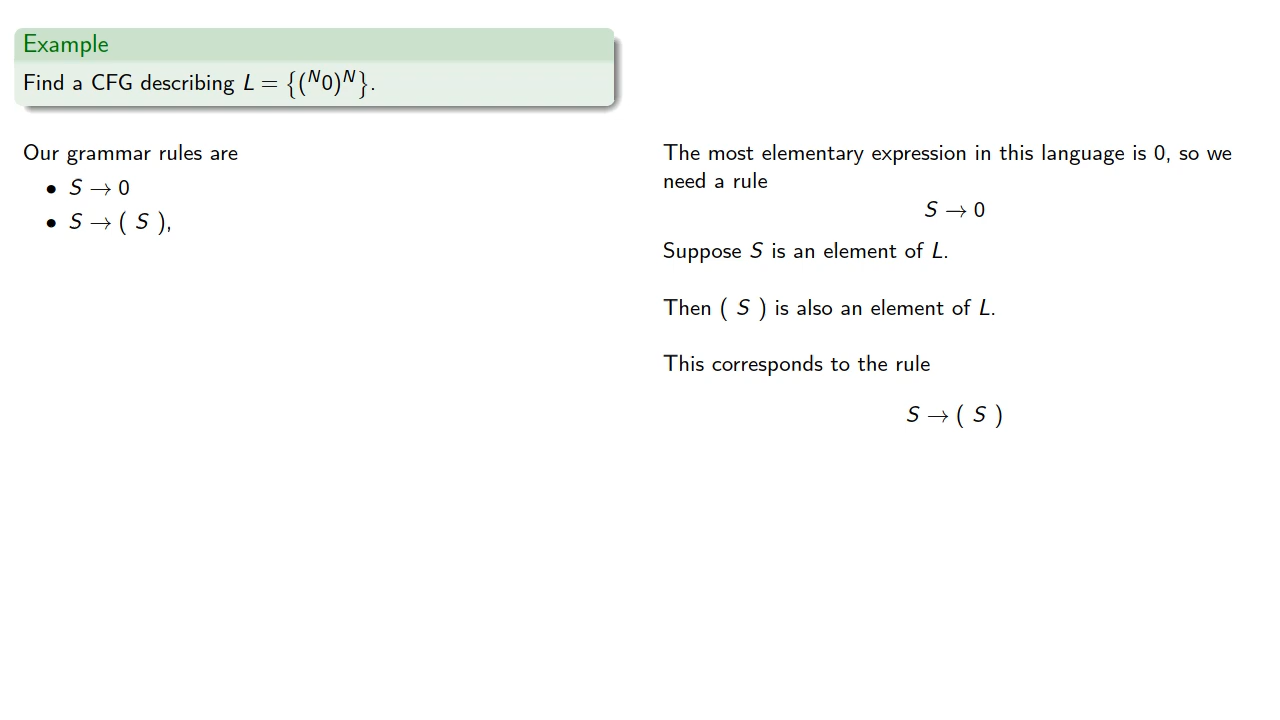 Example
Find a CFG describing L = {(ᴺ0)ᴺ}.
Our grammar rules are
• S → 0
• S → ( S ),
The most elementary expression in this language is 0, so we
need a rule
S → 0
Suppose S is an element of L.
Then ( S ) is also an element of L.
This corresponds to the rule
S → ( S )